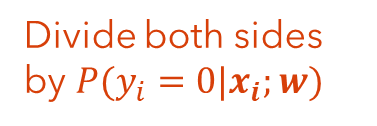 Divide both sides
by P(yᵢ = 0|xᵢ; w)